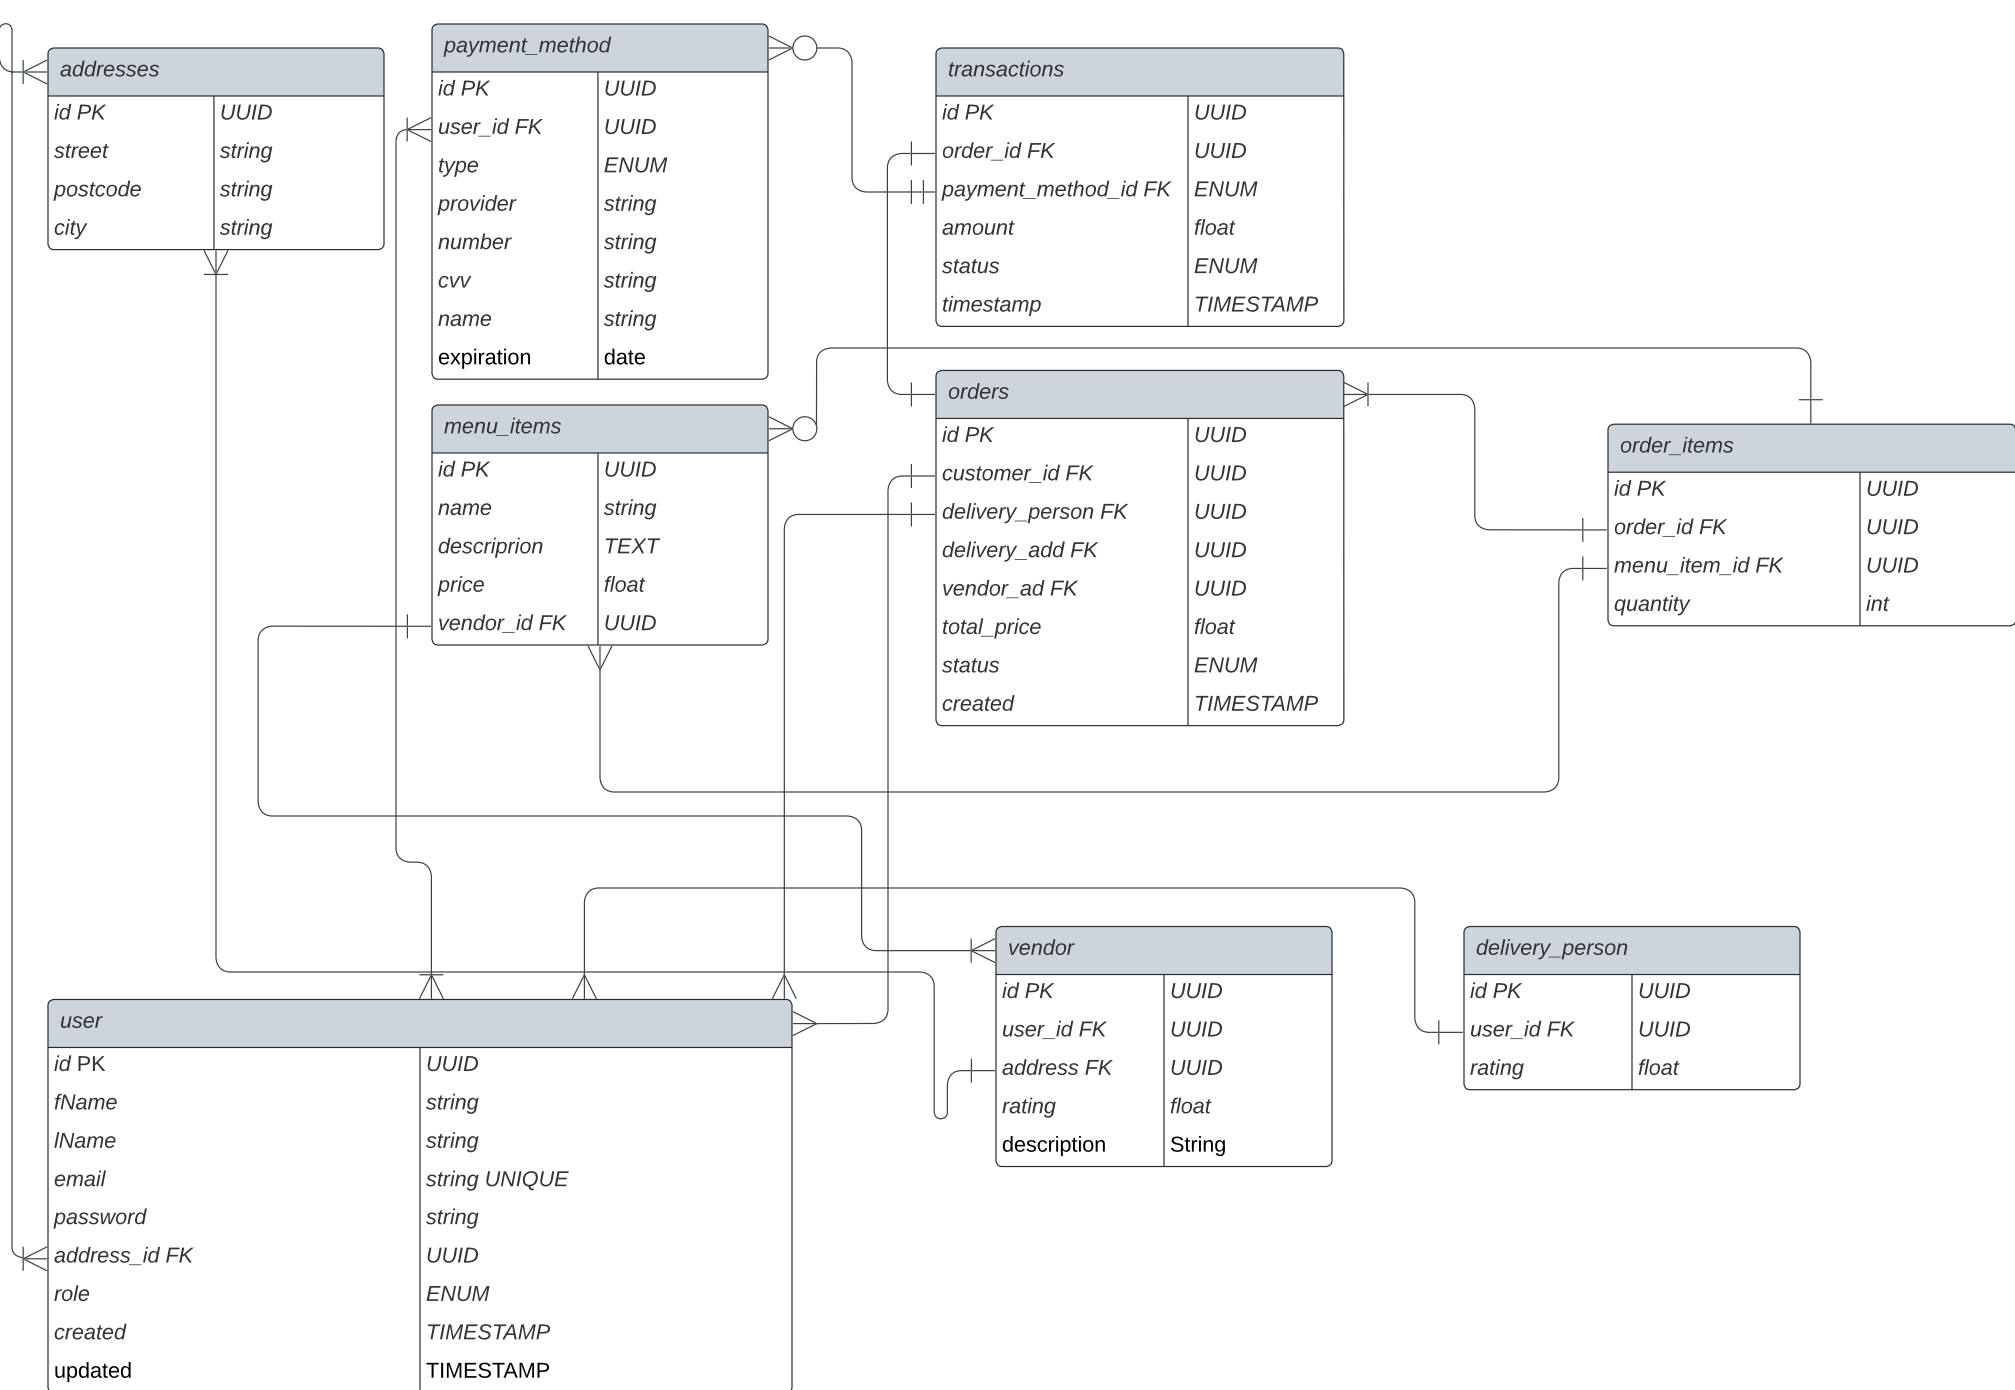 addresses
id PK UUID
street string
postcode string
city string
payment_method
id PK UUID
user_id FK UUID
type ENUM
provider string
number string
cvv string
name string
expiration date
transactions
id PK UUID
order_id FK UUID
payment_method_id FK ENUM
amount float
status ENUM
timestamp TIMESTAMP
menu_items
id PK UUID
name string
descriprion TEXT
price float
vendor_id FK UUID
orders
id PK UUID
customer_id FK UUID
delivery_person FK UUID
delivery_add FK UUID
vendor_ad FK UUID
total_price float
status ENUM
created TIMESTAMP
order_items
id PK UUID
order_id FK UUID
menu_item_id FK UUID
quantity int
user
id PK UUID
fName string
lName string
email string UNIQUE
password string
address_id FK UUID
role ENUM
created TIMESTAMP
updated TIMESTAMP
vendor
id PK UUID
user_id FK UUID
address FK UUID
rating float
description String
delivery_person
id PK UUID
user_id FK UUID
rating float